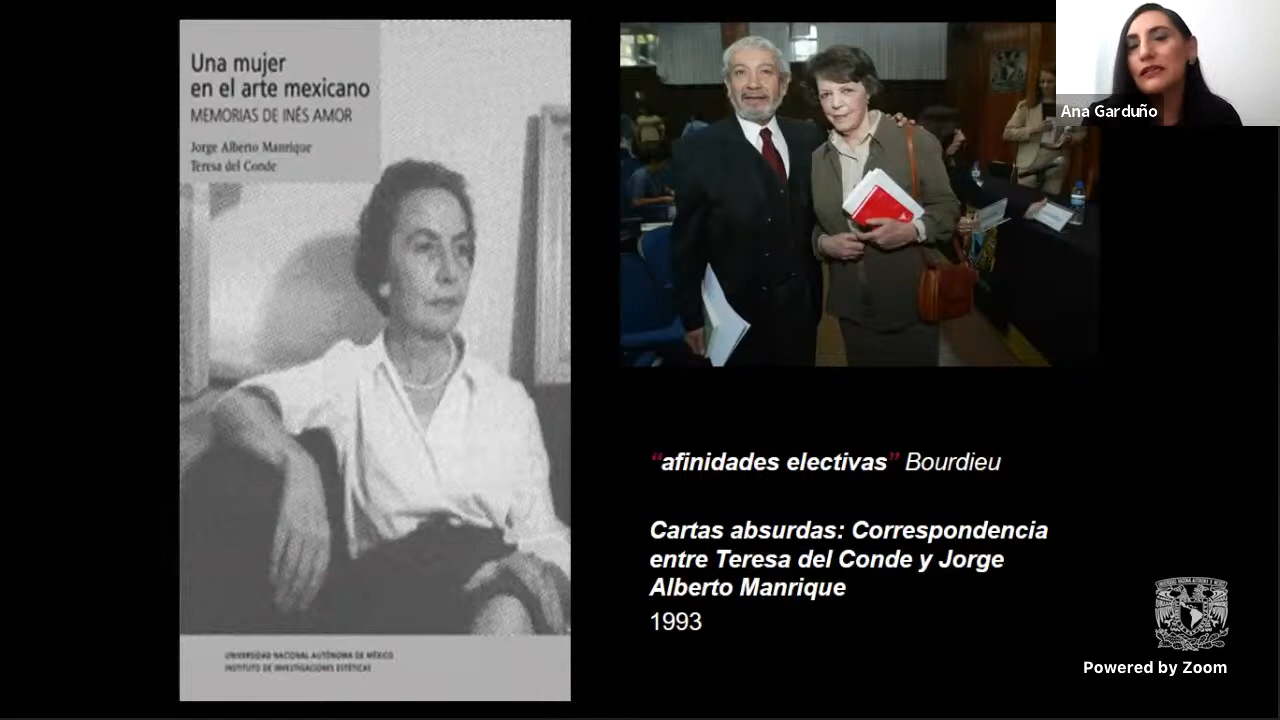 Una mujer
en el arte mexicano
MEMORIAS DE INÉS AMOR
Jorge Alberto Manrique
Teresa del Conde
UNIVERSIDAD NACIONAL AUTÓNOMA DE MÉXICO
INSTITUTO DE INVESTIGACIONES ESTÉTICAS
Ana Garduño
“afinidades electivas” Bourdieu
Cartas absurdas: Correspondencia
entre Teresa del Conde y Jorge
Alberto Manrique
1993
Powered by Zoom